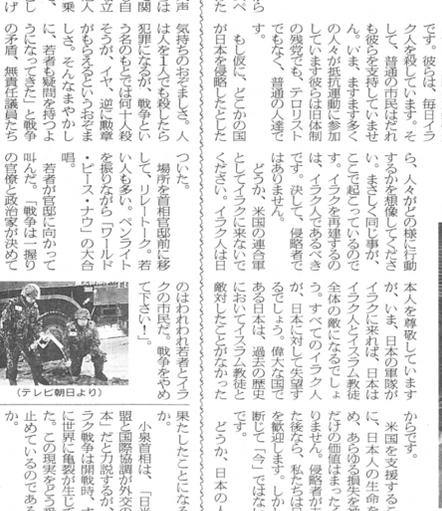 です。彼らは、毎日イラ
ク人を殺しています。そ
して、普通の市民はだれ
も彼らを支持していませ
ん。いま、ますます多く
の人々が抵抗運動に参加
しています彼らは旧体制
の残党でも、テロリスト
でもなく、普通の人達で
もし仮に、どこかの国
が日本を侵略したとした
ら、人々がどの様に行動
するかを想像してくださ
い。まさしく同じ事が、
ここで起こっているので
す。イラクを再建するの
は、イラク人であるべき
です。決して、侵略者で
はありません。
どうか、米国の連合軍
としてイラクに来ないで
ください。イラク人は日
本人を尊敬しています
が、いま、日本の軍隊が
イラクに来れば、日本は
イラク人とイスラム教徒
全体の敵になるでしょ
う。すべてのイラク人
が、日本に対して失望す
るでしょう。偉大な国で
ある日本は、過去の歴史
においてイスラム教徒と
敵対したことがなかった
からです。
米国を支援するこ
に、日本人の生命を
め、あらゆる損失を
だけの価値はまったく
りません。侵略者が
た後なら、私たちは
を歓迎します。しか
断じて「今」ではない
どうか、日本の人
気持ちのおぞましさ。人
は人を1人でも殺したら
犯罪になるが、戦争とい
う名のもとでは何十人殺
そうが、イヤ、逆に勲章
がもらえるというおぞま
しさ。そんなまやかし
に、若者も疑問を持つよ
うになってきた」と戦争
の矛盾、無責任議員たち
ついた。
場所を首相官邸前に移
して、リレートーク。若
い人も多い。ペンライト
を振りながら「ワールド
・ピース・ナウ」の大合
唱。
若者が官邸に向かって
叫んだ。「戦争は一握り
の官僚と政治家が決めて
のはわれわれ若者とイラ
クの市民だ。戦争をやめ
て下さい！」。
(テレビ朝日より)
果たしたことにな
か。
小泉首相は、「日
盟と国際協調が外交の
本」だと力説するが、
ラク戦争は開戦時、
に世界に亀裂が生じ
た。この現実をどう
止めているのであ
か。